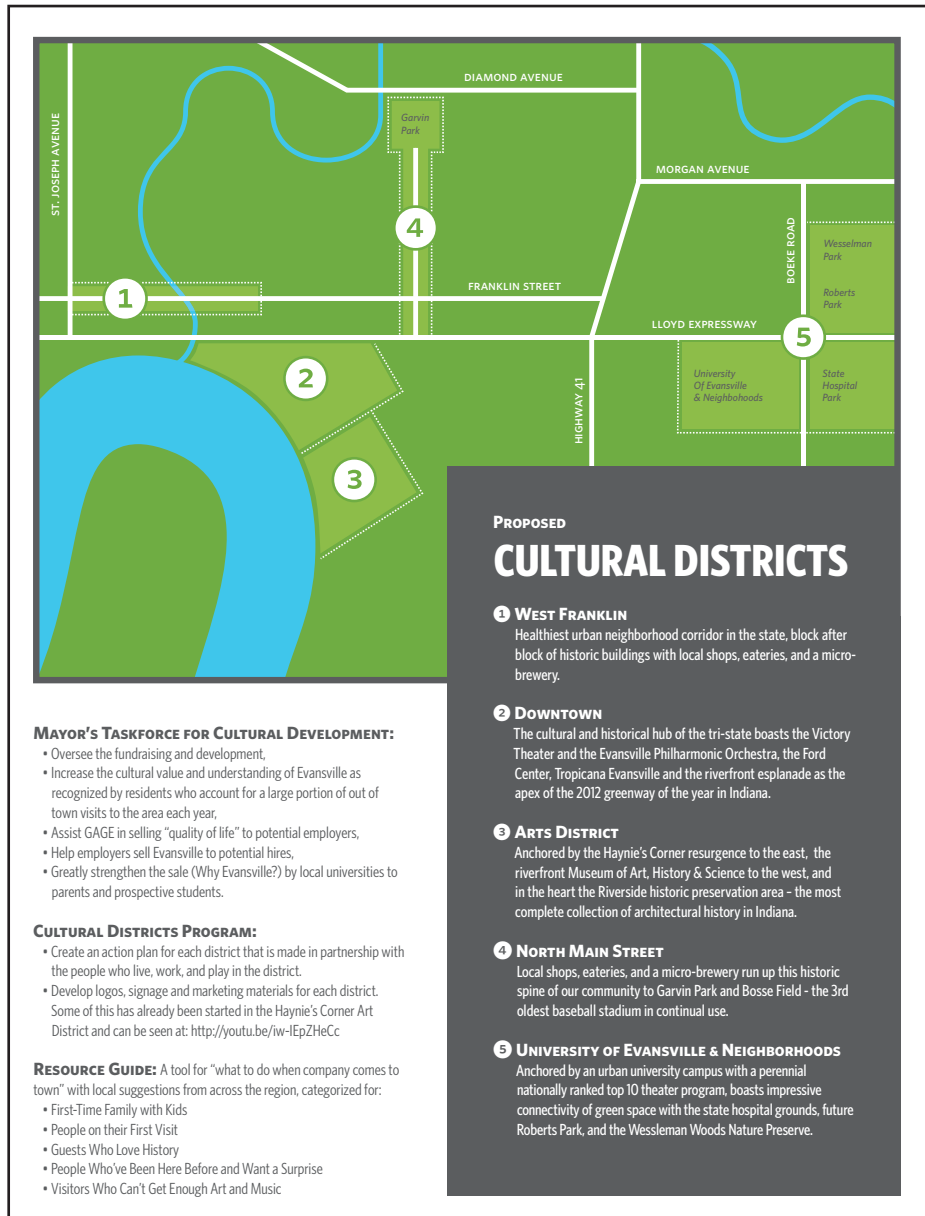 DIAMOND AVENUE
Garvin
Park
ST. JOSEPH AVENUE
MORGAN AVENUE
4
BOEKE ROAD
Wesselman
Park
1
FRANKLIN STREET
Roberts
Park
LLOYD EXPRESSWAY
5
2
University
Of Evansville
& Neighbohoods
State
Hospital
Park
HIGHWAY 41
3
PROPOSED
CULTURAL DISTRICTS
1 WEST FRANKLIN
Healthiest urban neighborhood corridor in the state, block after
block of historic buildings with local shops, eateries, and a micro-
brewery.
2 DOWNTOWN
The cultural and historical hub of the tri-state boasts the Victory
Theater and the Evansville Philharmonic Orchestra, the Ford
Center, Tropicana Evansville and the riverfront esplanade as the
apex of the 2012 greenway of the year in Indiana.
3 ARTS DISTRICT
Anchored by the Haynie's Corner resurgence to the east, the
riverfront Museum of Art, History & Science to the west, and
in the heart the Riverside historic preservation area – the most
complete collection of architectural history in Indiana.
4 NORTH MAIN STREET
Local shops, eateries, and a micro-brewery run up this historic
spine of our community to Garvin Park and Bosse Field - the 3rd
oldest baseball stadium in continual use.
5 UNIVERSITY OF EVANSVILLE & NEIGHBORHOODS
Anchored by an urban university campus with a perennial
nationally ranked top 10 theater program, boasts impressive
connectivity of green space with the state hospital grounds, future
Roberts Park, and the Wessleman Woods Nature Preserve.
MAYOR'S TASKFORCE FOR CULTURAL DEVELOPMENT:
• Oversee the fundraising and development,
• Increase the cultural value and understanding of Evansville as
recognized by residents who account for a large portion of out of
town visits to the area each year,
• Assist GAGE in selling "quality of life" to potential employers,
• Help employers sell Evansville to potential hires,
• Greatly strengthen the sale (Why Evansville?) by local universities to
parents and prospective students.
CULTURAL DISTRICTS PROGRAM:
• Create an action plan for each district that is made in partnership with
the people who live, work, and play in the district.
• Develop logos, signage and marketing materials for each district.
Some of this has already been started in the Haynie's Corner Art
District and can be seen at: http://youtu.be/iw-IEpZHeCc
RESOURCE GUIDE: A tool for "what to do when company comes to
town" with local suggestions from across the region, categorized for:
• First-Time Family with Kids
• People on their First Visit
• Guests Who Love History
• People Who've Been Here Before and Want a Surprise
• Visitors Who Can't Get Enough Art and Music